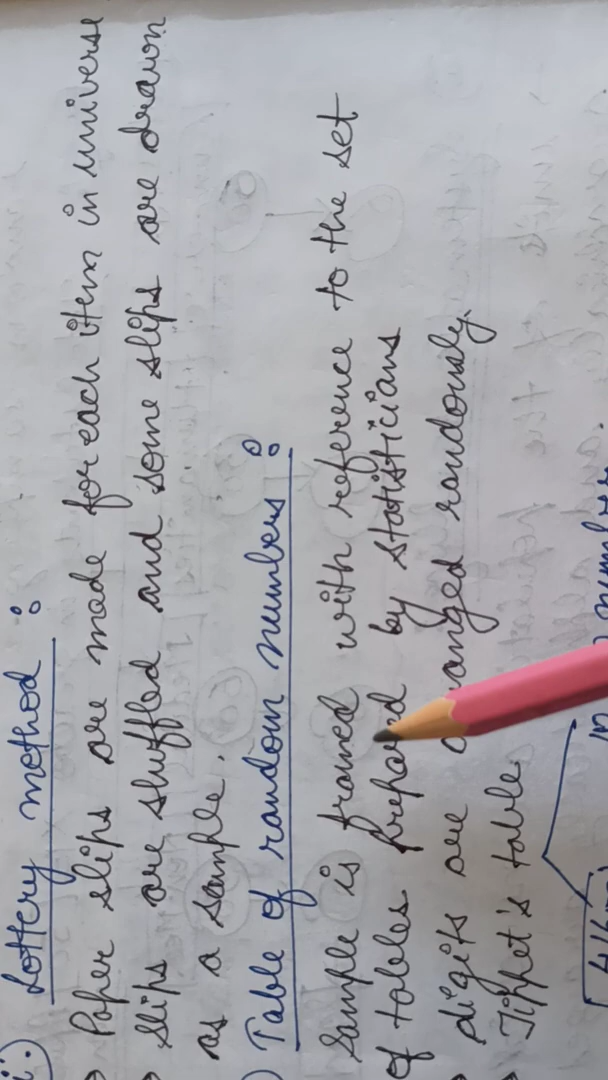 i.) Lottery method :
Paper slips are made for each item in universe
slips are shuffled and some slips are drawn
as a sample.
Table of random numbers :
Sample is framed with reference to the set
of tables prepared by statisticians
digits are randously.
Tippet's table